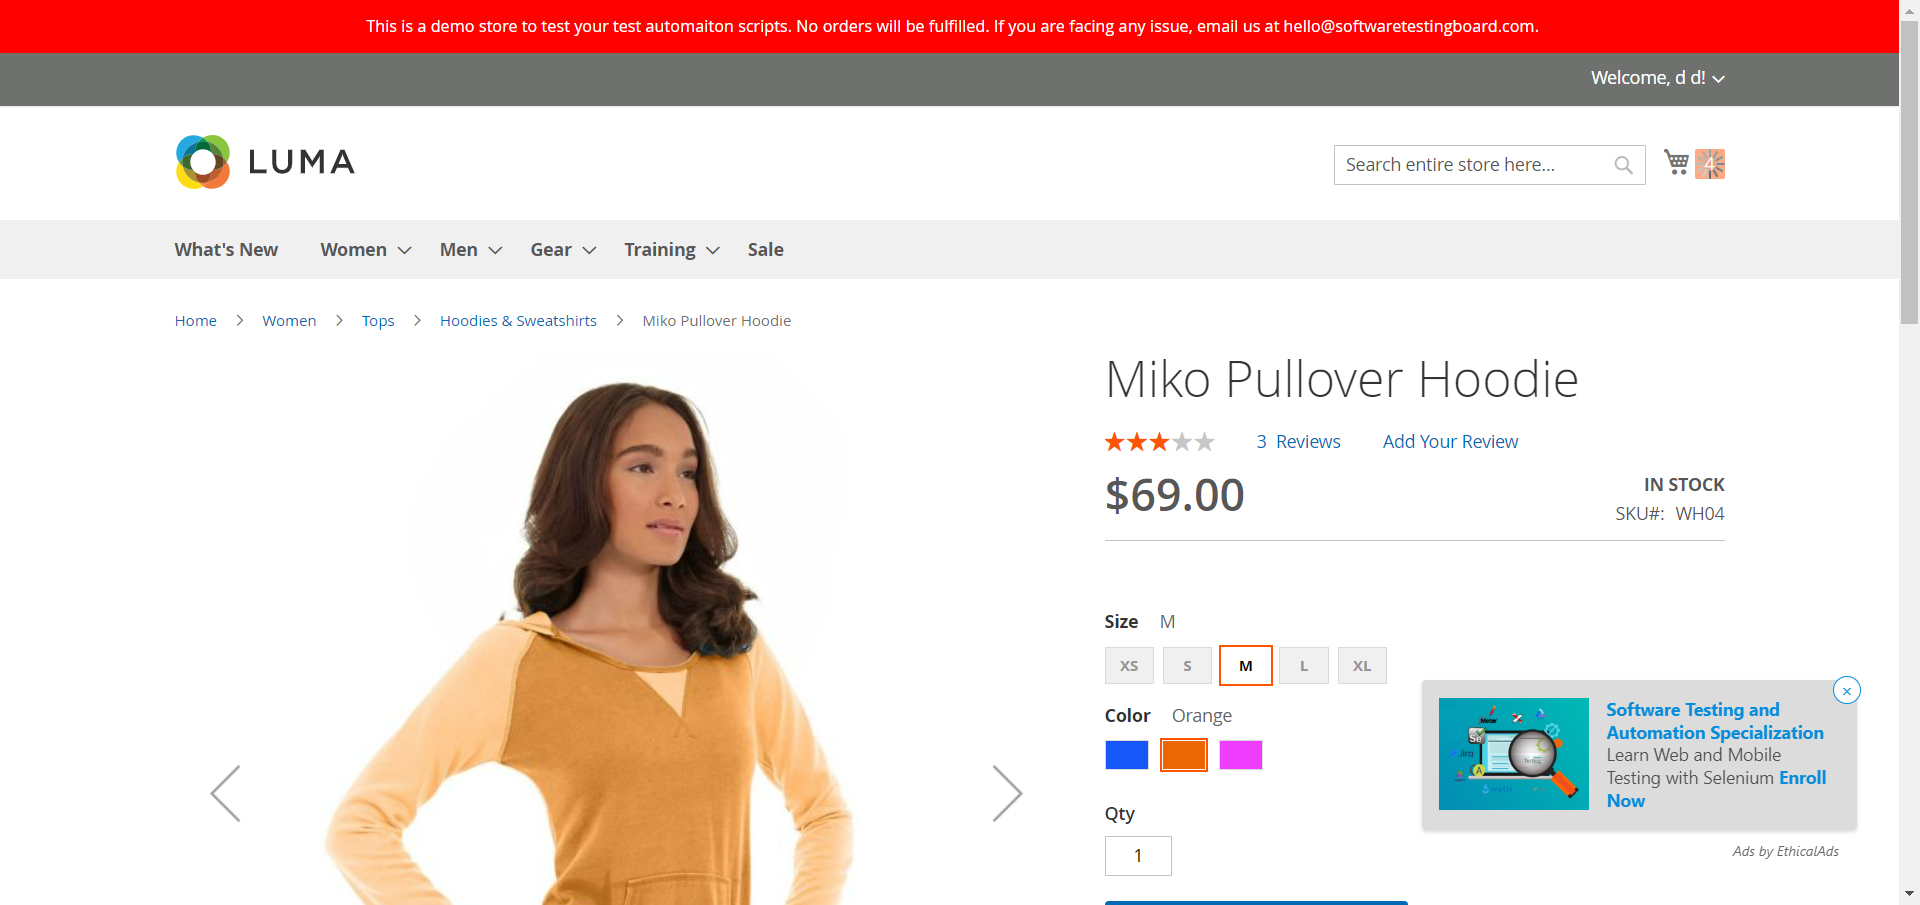 This is a demo store to test your test automaiton scripts. No orders will be fulfilled. If you are facing any issue, email us at hello@softwaretestingboard.com.
Welcome, d d!
LUMA
Search entire store here...
4
What's New Women Men Gear Training Sale
Home Women Tops Hoodies & Sweatshirts Miko Pullover Hoodie
Miko Pullover Hoodie
3 Reviews Add Your Review
$69.00
IN STOCK
SKU#: WH04
Size M
XS S M L XL
Color Orange
Qty
1
Meter
Se
Jira
A
Software Testing and
Automation Specialization
Learn Web and Mobile
Testing with Selenium Enroll
Now
Ads by EthicalAds